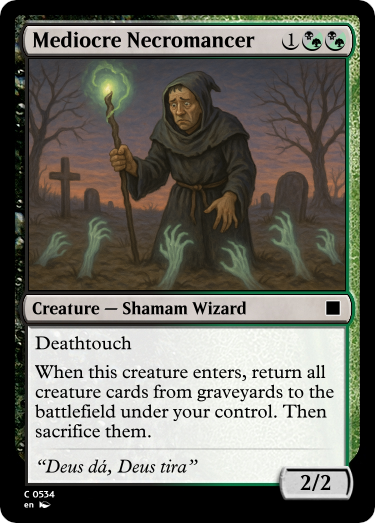 Mediocre Necromancer 1
Creature — Shamam Wizard
Deathtouch
When this creature enters, return all
creature cards from graveyards to the
battlefield under your control. Then
sacrifice them.
“Deus dá, Deus tira”
2/2
C 0534
en